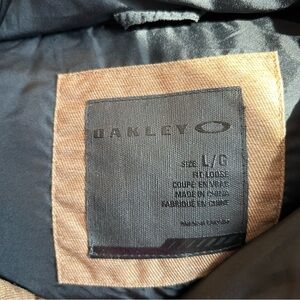 OAKLEY
SIZE L/G
FIT: LOOSE
COUPE EN VRAC
MADE IN CHINA
FABRIQUÉ EN CHINE